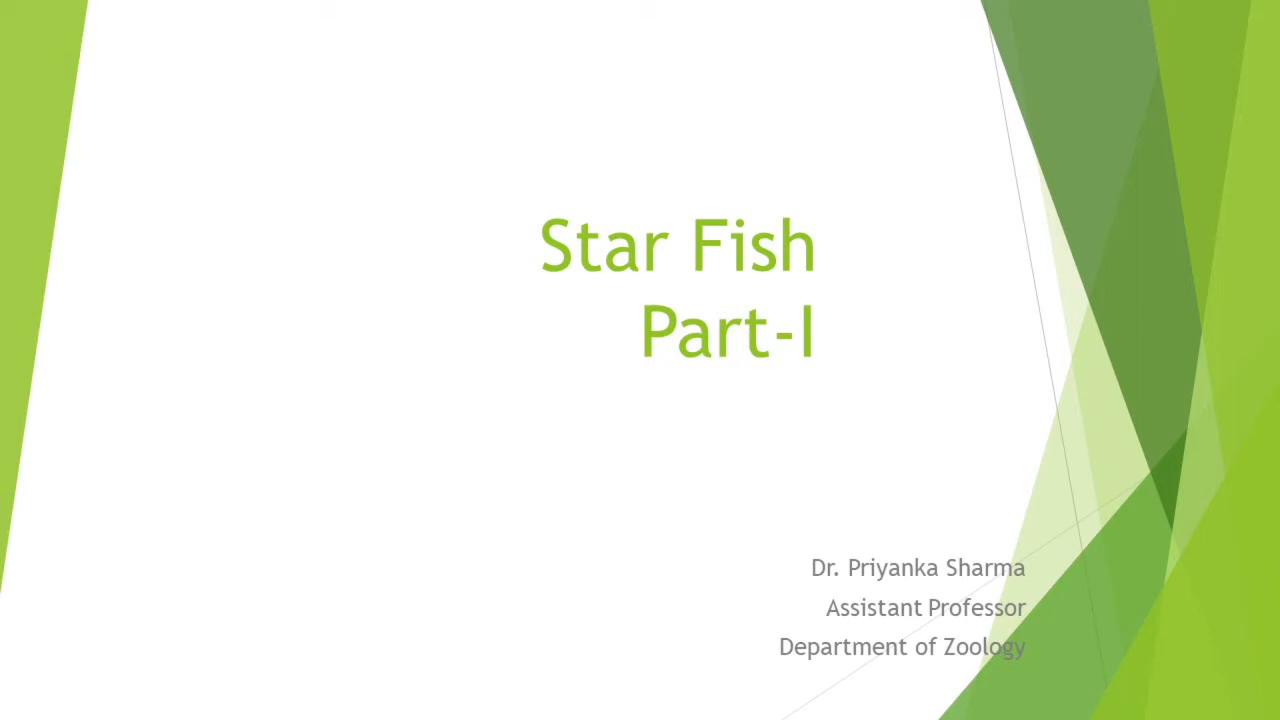 Star Fish
Part-I
Dr. Priyanka Sharma
Assistant Professor
Department of Zoology